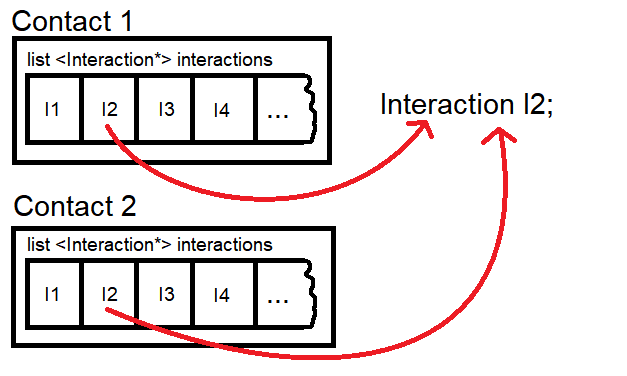 Contact 1
list <Interaction*> interactions
I1 I2 I3 I4 ...
Interaction I2;
Contact 2
list <Interaction*> interactions
I1 I2 I3 I4 ...